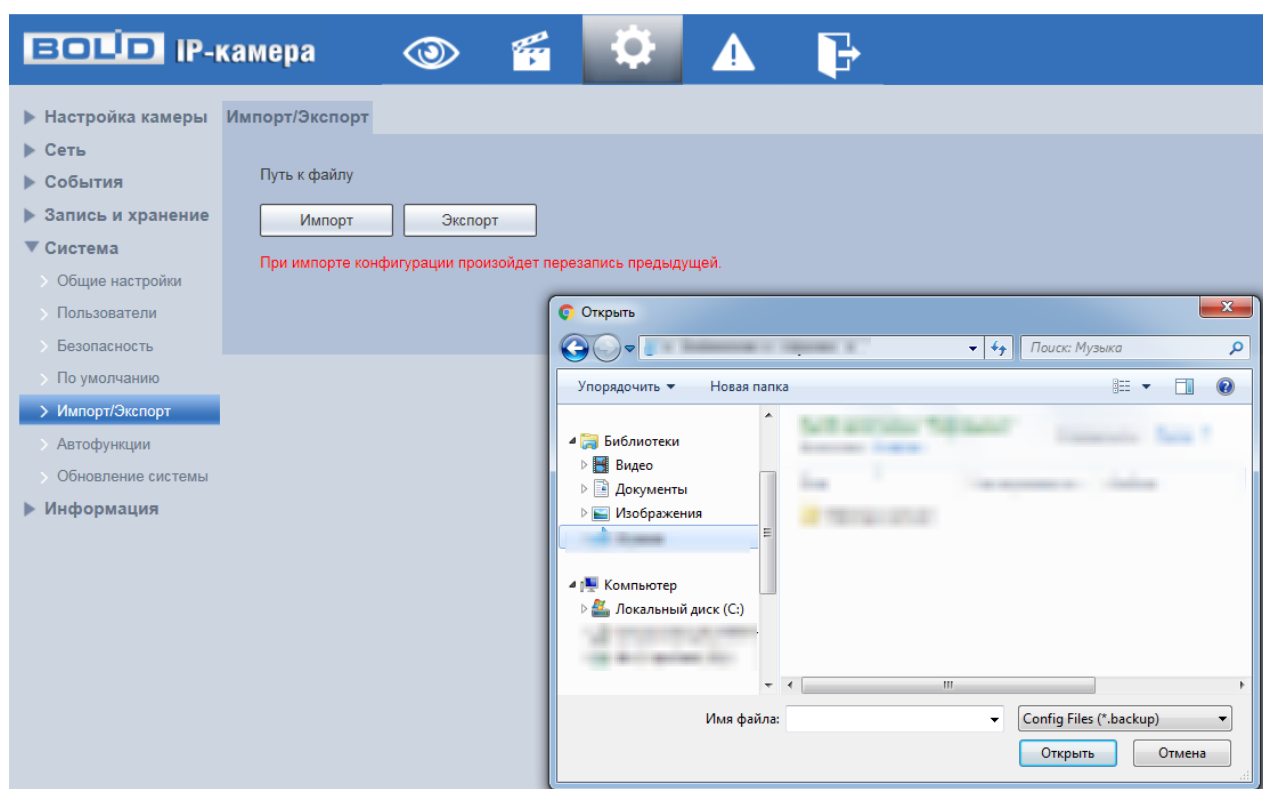 BOLID IP-камера
Настройка камеры
Сеть
События
Запись и хранение
Система
Общие настройки
Пользователи
Безопасность
По умолчанию
Импорт/Экспорт
Автофункции
Обновление системы
Информация
Импорт/Экспорт
Путь к файлу
Импорт Экспорт
При импорте конфигурации произойдет перезапись предыдущей.
Открыть
Поиск: Музыка
Упорядочить Новая папка
Библиотеки
Видео
Документы
Изображения
Компьютер
Локальный диск (C:)
Имя файла: Config Files (*.backup)
Открыть Отмена